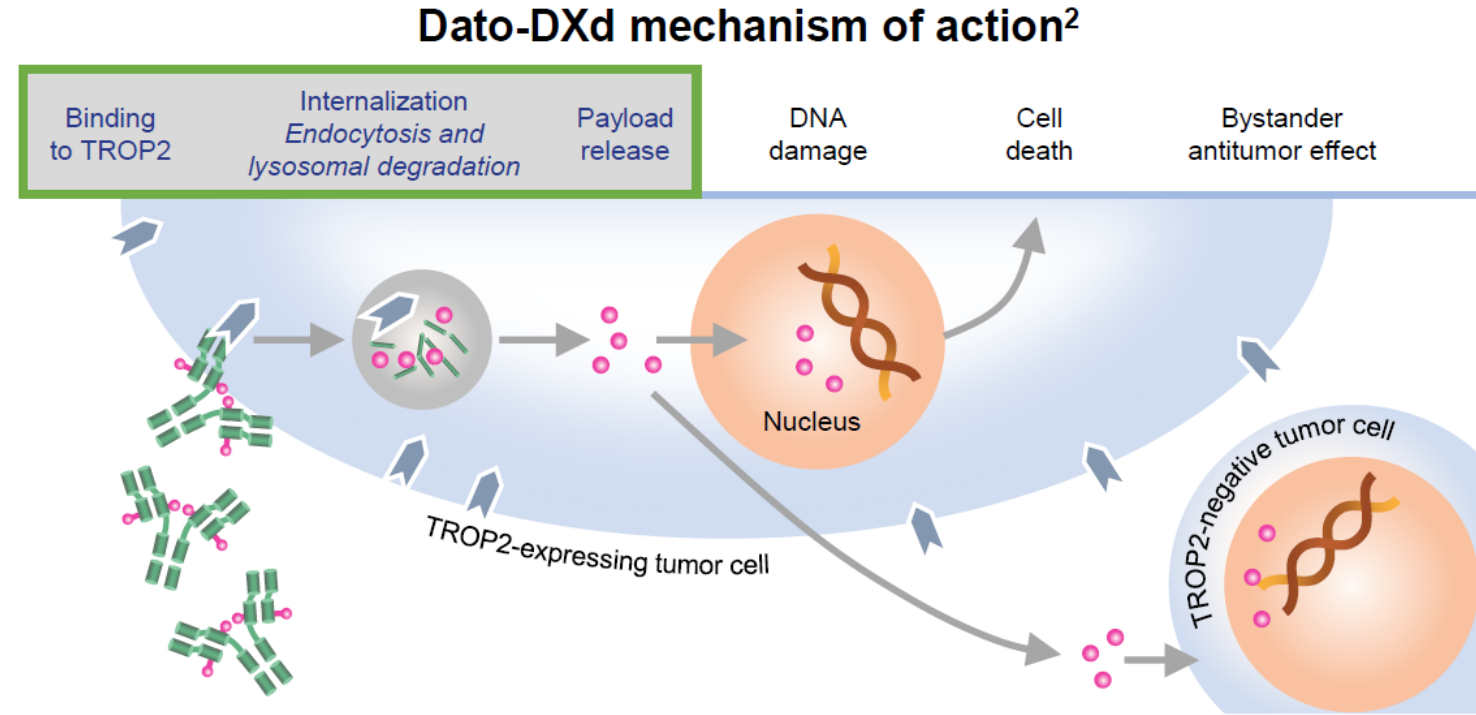 Dato-DXd mechanism of action²
Binding
to TROP2
Internalization
Endocytosis and
lysosomal degradation
Payload
release
DNA
damage
Cell
death
Bystander
antitumor effect
Nucleus
TROP2-expressing tumor cell
TROP2-negative tumor cell